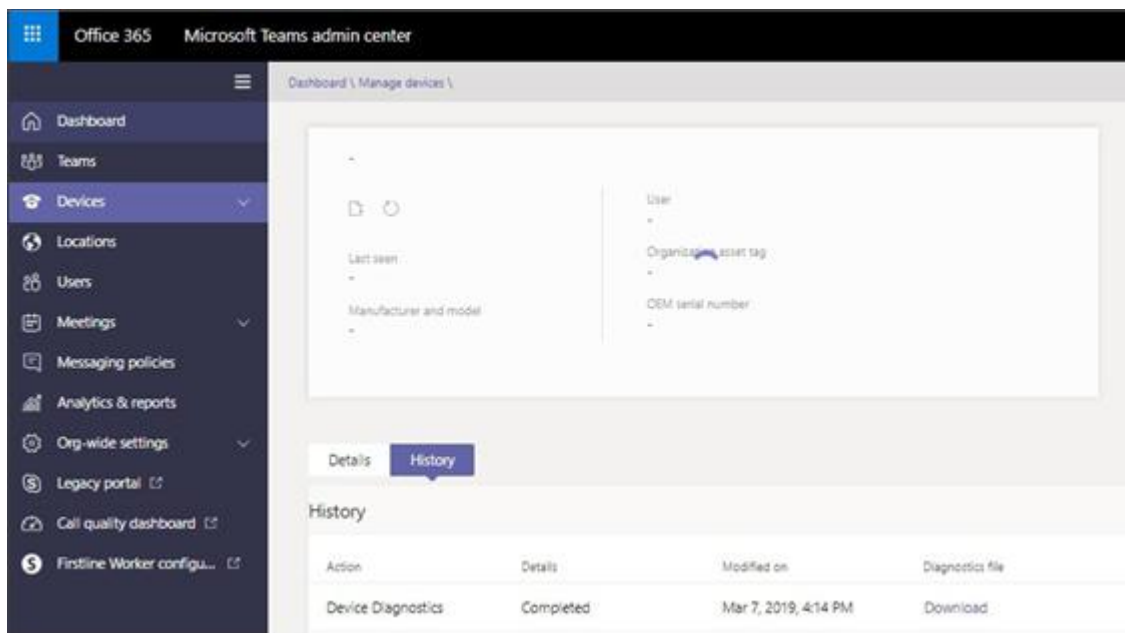 Office 365 Microsoft Teams admin center
Dashboard \ Manage devices \
Dashboard
Teams
Devices
Locations
Users
Meetings
Messaging policies
Analytics & reports
Org-wide settings
Legacy portal
Call quality dashboard
Firstline Worker configu...
-
User
-
Last seen
-
Organization asset tag
-
Manufacturer and model
-
OEM serial number
-
Details History
History
Action Details Modified on Diagnostics file
Device Diagnostics Completed Mar 7, 2019, 4:14 PM Download